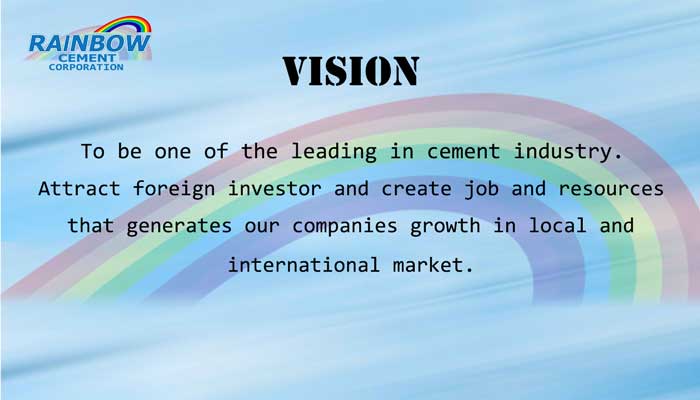 RAINBOW
CEMENT
CORPORATION
VISION
To be one of the leading in cement industry.
Attract foreign investor and create job and resources
that generates our companies growth in local and
international market.